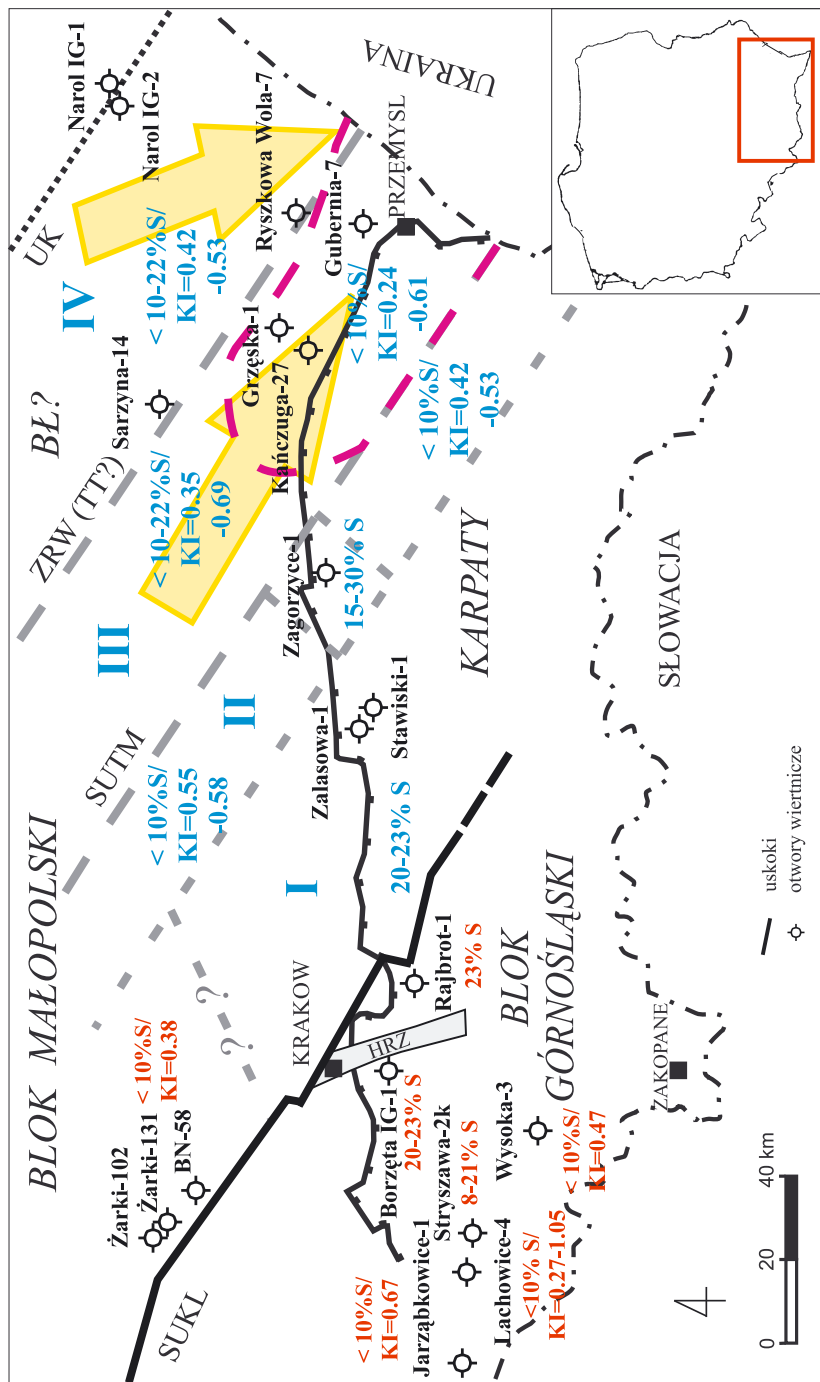 BLOK MAŁOPOLSKI
BŁ?
UK
Narol IG-1
Narol IG-2
UKRAINA
IV
< 10-22%S/
KI=0.42
-0.53
Ryszkowa Wola-7
Gubernia-7
PRZEMYSL
Sarzyna-14
Grzęska-1
Kańczuga-27
< 10%S/
KI=0.24
-0.61
< 10%S/
KI=0.42
-0.53
ZRW (TT?)
III
< 10-22%S/
KI=0.35
-0.69
Zagorzyce-1
15-30% S
KARPATY
SUTM
II
< 10%S/
KI=0.55
-0.58
Zalasowa-1
Stawiski-1
20-23% S
I
?
?
Żarki-102
Żarki-131
BN-58
< 10%S/
KI=0.38
SUKL
KRAKOW
HRZ
Rajbrot-1
23% S
BLOK
GÓRNOŚLĄSKI
Borzęta IG-1
20-23% S
Stryszawa-2k
8-21% S
Wysoka-3
< 10%S/
KI=0.47
< 10%S/
KI=0.67
Jarząbkowice-1
Lachowice-4
<10% S/
KI=0.27-1.05
ZAKOPANE
SŁOWACJA
uskoki
otwory wiertnicze
0
20
40 km